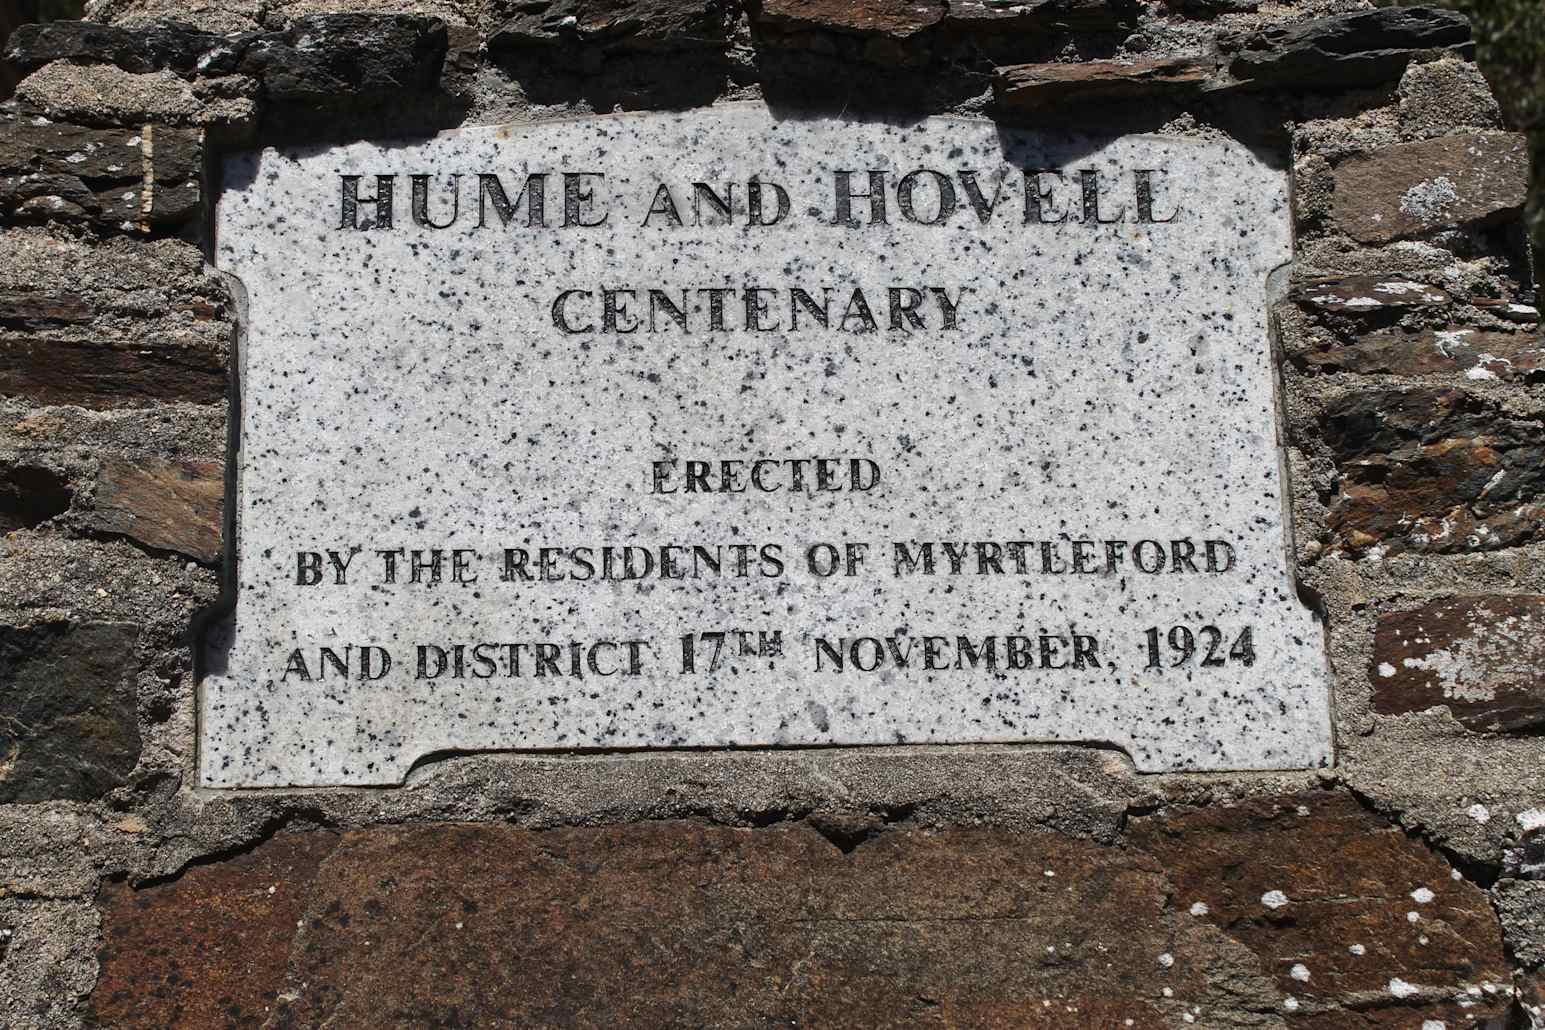 HUME AND HOVELL
CENTENARY
ERECTED
BY THE RESIDENTS OF MYRTLEFORD
AND DISTRICT 17TH NOVEMBER, 1924